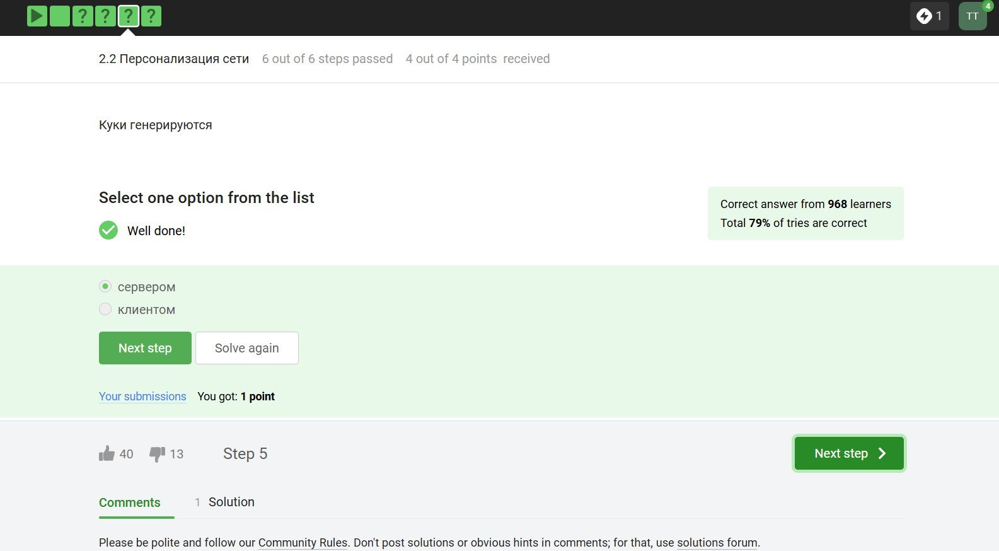 ? ? ? ?
1
TT
4
2.2 Персонализация сети 6 out of 6 steps passed 4 out of 4 points received
Куки генерируются
Select one option from the list
Well done!
Correct answer from 968 learners
Total 79% of tries are correct
сервером
клиентом
Next step Solve again
Your submissions You got: 1 point
40 13 Step 5 Next step
Comments 1 Solution
Please be polite and follow our Community Rules. Don't post solutions or obvious hints in comments; for that, use solutions forum.